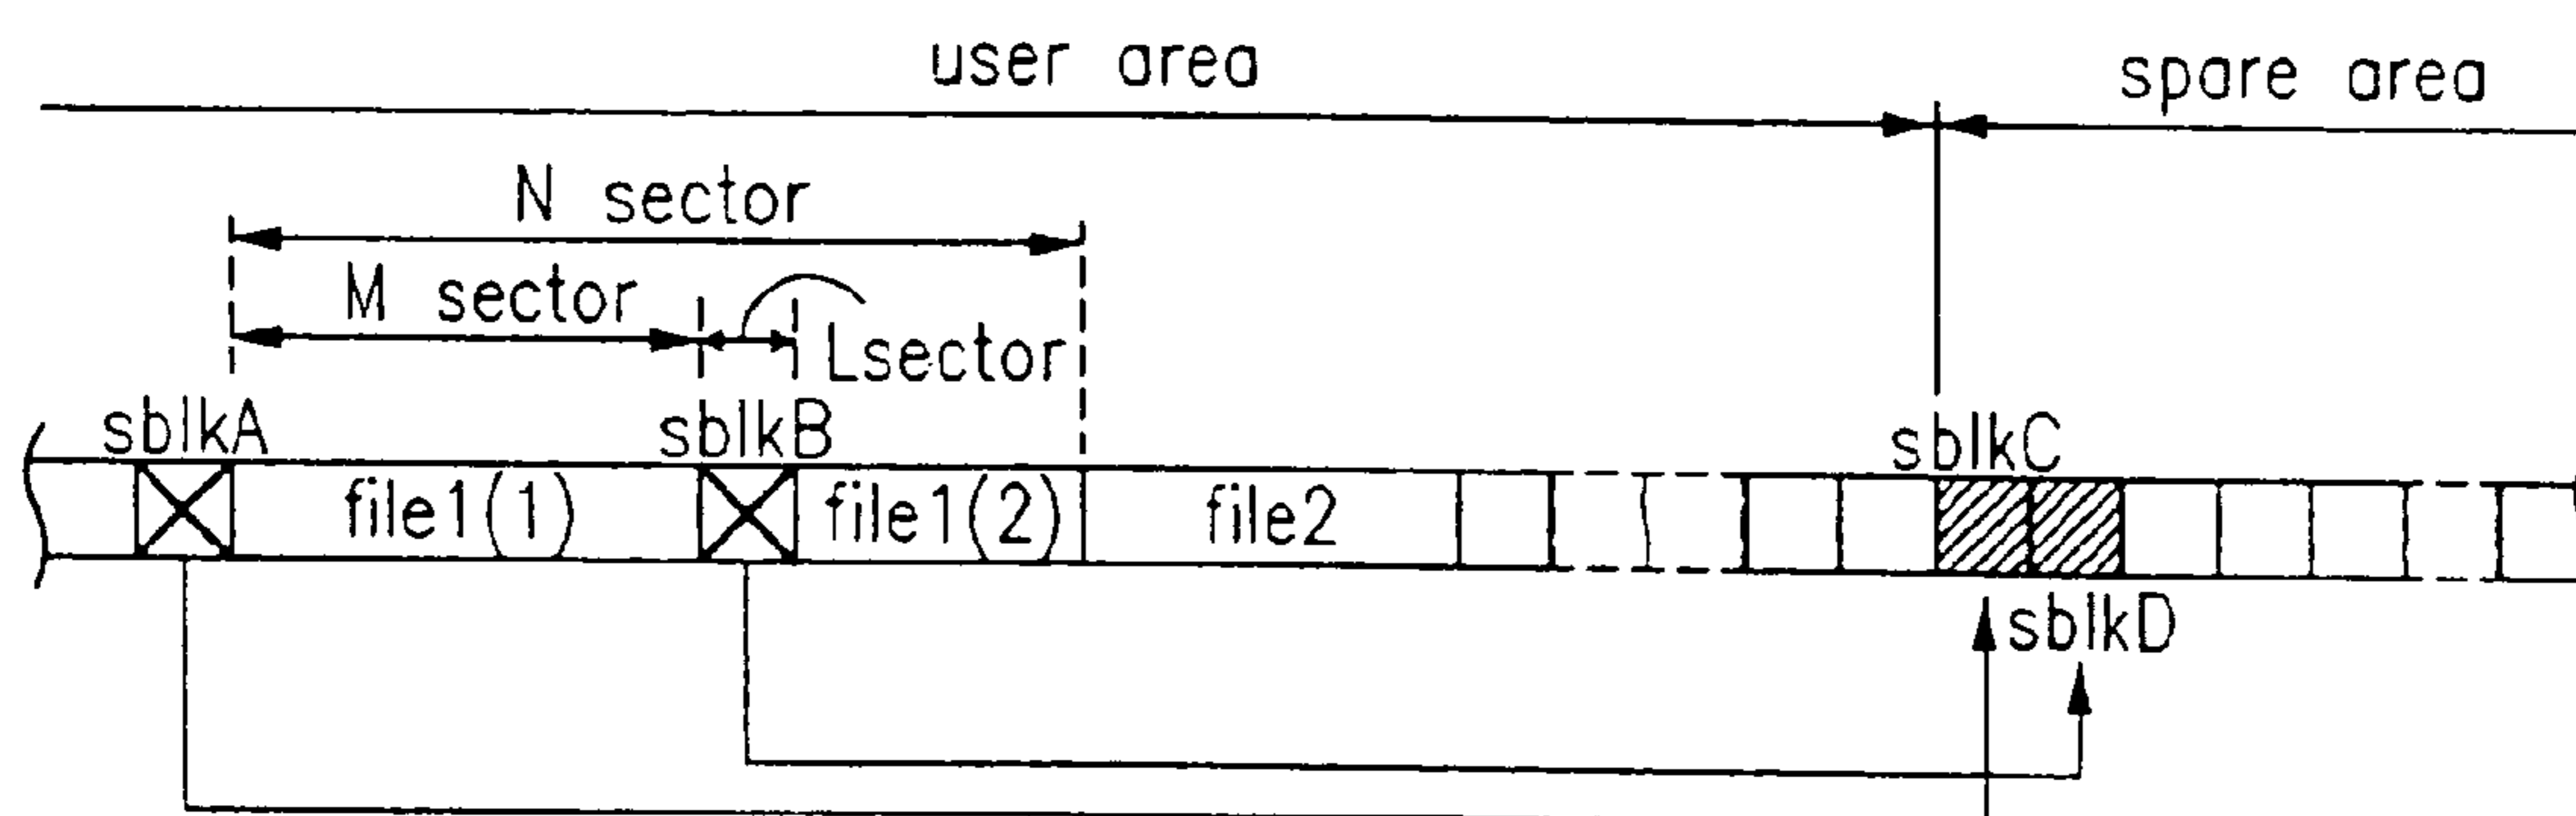 user area
spare area
N sector
M sector
Lsector
sblkA
sblkB
sblkC
file1(1)
file1(2)
file2
sblkD